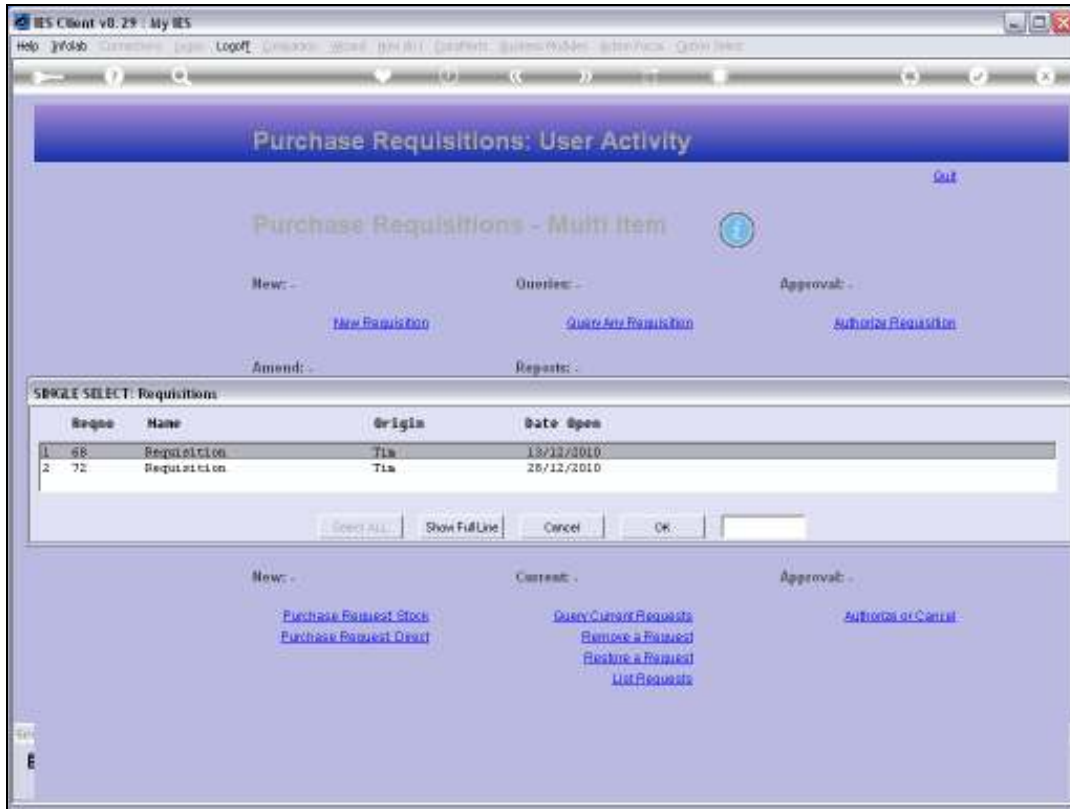 IES Client v8.29 : My IES
Help Infolab Logoff
Purchase Requisitions: User Activity
Quit
Purchase Requisitions - Multi Item
New: - Queries: - Approval: -
New Requisition Query Any Requisition Authorize Requisition
Amend: - Reports: -
SINGLE SELECT: Requisitions
Reqno Name Origin Date Open
1 68 Requisition Tim 13/12/2010
2 72 Requisition Tim 28/12/2010
Select ALL Show Full Line Cancel OK
New: - Current: - Approval: -
Purchase Request Stock Query Current Requests Authorize or Cancel
Purchase Request Direct Remove a Request
Restore a Request
List Requests